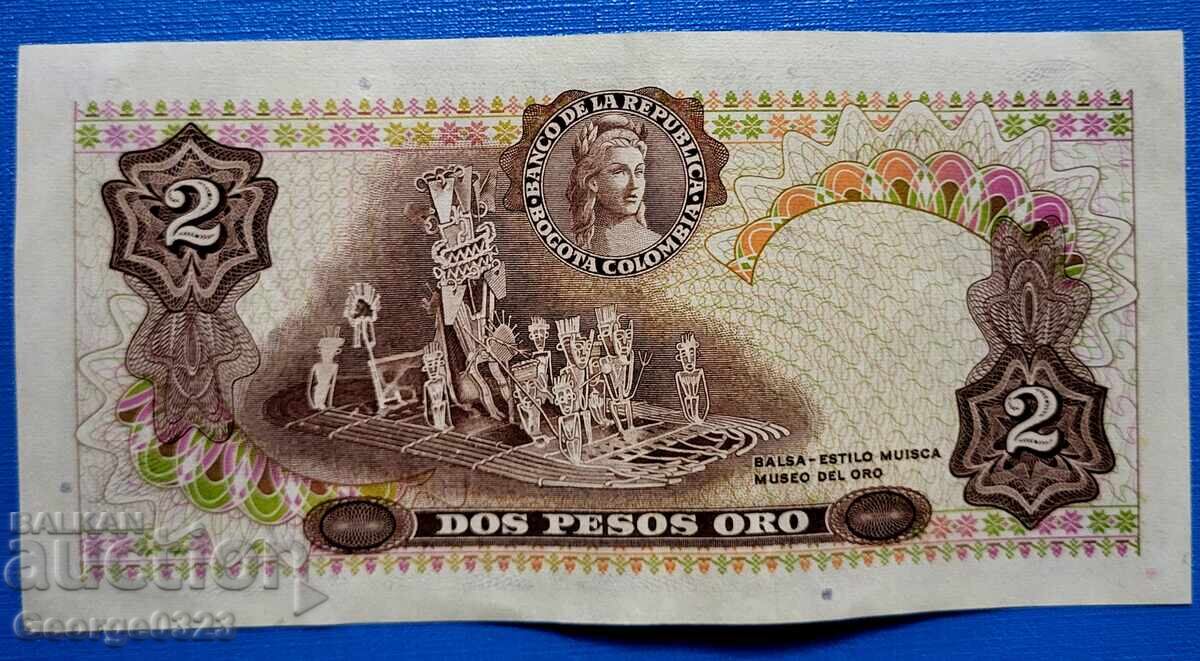 BANCO DE LA REPUBLICA
BOGOTA COLOMBIA
2
2
BALSA-ESTILO MUISCA
MUSEO DEL ORO
DOS PESOS ORO
BALKAN
auction
George0323